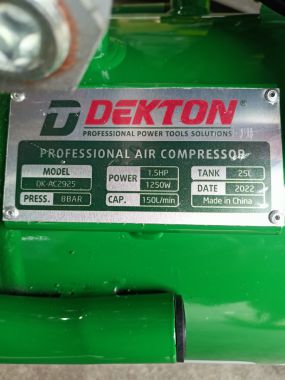 D DEKTON®
PROFESSIONAL POWER TOOLS SOLUTIONS
PROFESSIONAL AIR COMPRESSOR
MODEL DK-AC2925 POWER 1.5HP TANK 25L
1250W DATE 2022
PRESS. 8BAR CAP. 150L/min Made in China